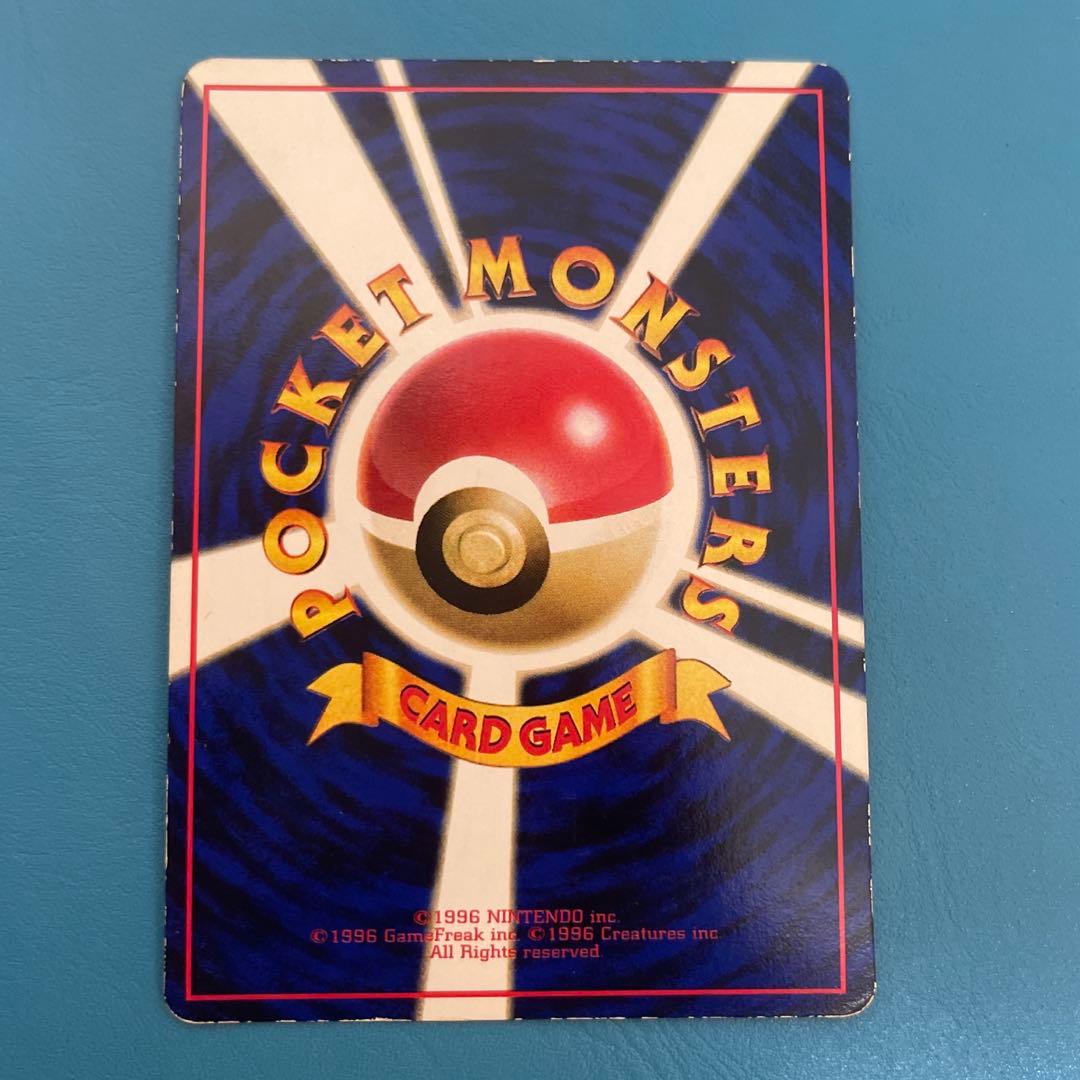 POCKET MONSTERS
CARD GAME
©1996 NINTENDO inc.
©1996 GameFreak inc. ©1996 Creatures inc.
All Rights reserved.